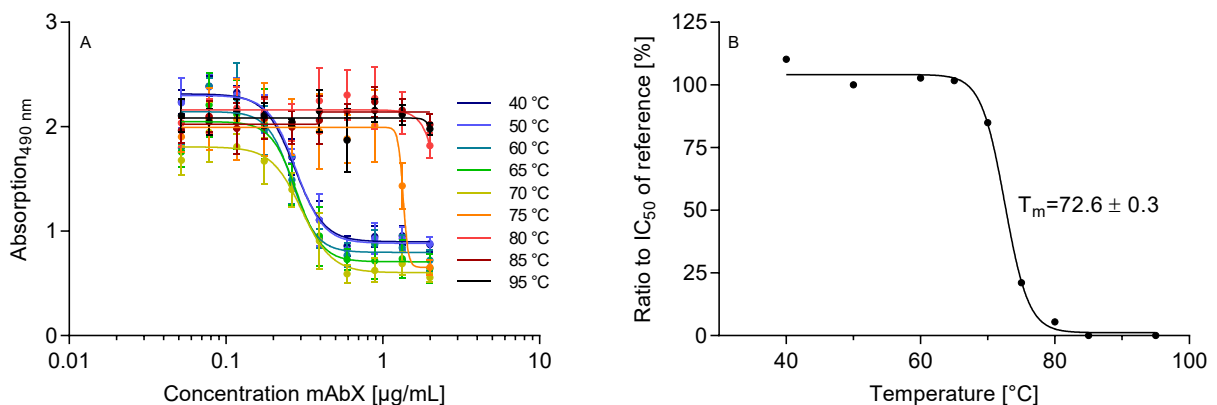 A
Absorption490 nm
3
2
1
0
0.01
0.1
1
10
Concentration mAbX [µg/mL]
40 °C
50 °C
60 °C
65 °C
70 °C
75 °C
80 °C
85 °C
95 °C
B
Ratio to IC50 of reference [%]
125
100
75
50
25
0
40
60
80
100
Temperature [°C]
Tm=72.6 ± 0.3